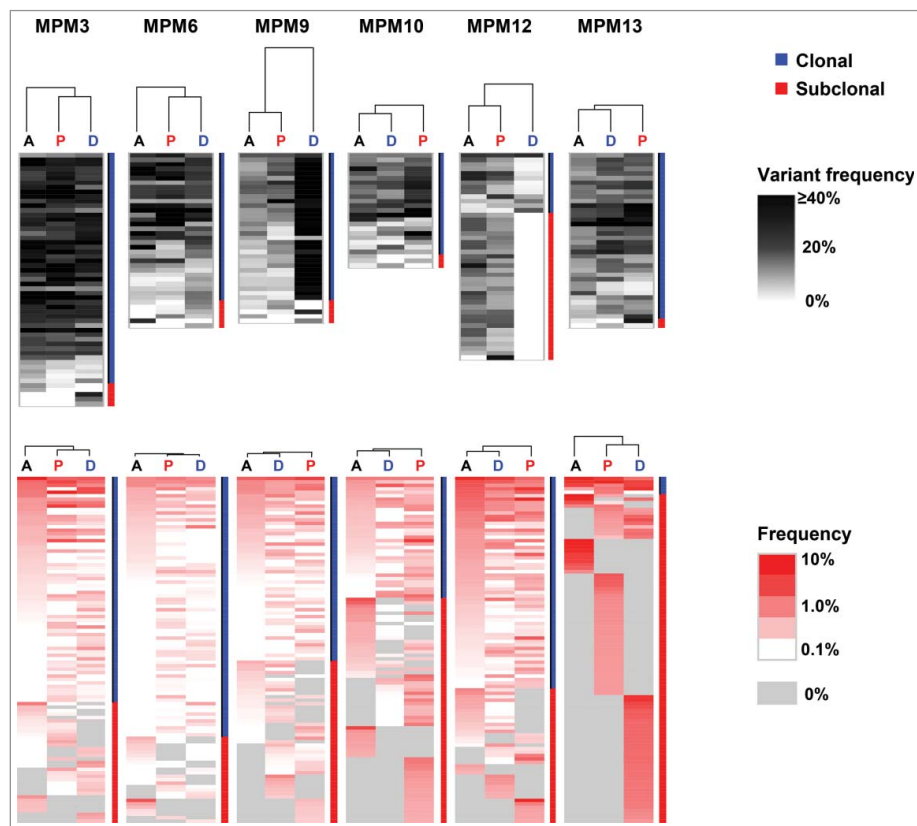 MPM3 MPM6 MPM9 MPM10 MPM12 MPM13
Clonal
Subclonal
A P D A P D A P D A D P A P D A D P
Variant frequency
≥40%
20%
0%
A P D A P D A D P A D P A D P A P D
Frequency
10%
1.0%
0.1%
0%